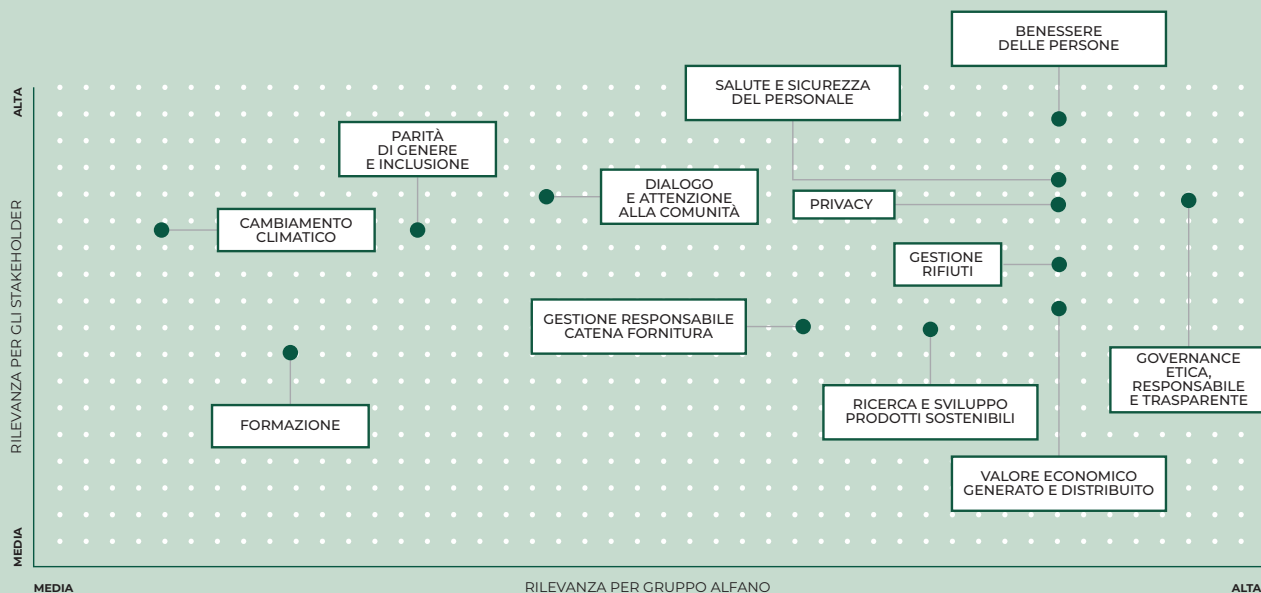 BENESSERE
DELLE PERSONE
SALUTE E SICUREZZA
DEL PERSONALE
ALTA
PARITÀ
DI GENERE
E INCLUSIONE
DIALOGO
E ATTENZIONE
ALLA COMUNITÀ
PRIVACY
CAMBIAMENTO
CLIMATICO
GESTIONE
RIFIUTI
RILEVANZA PER GLI STAKEHOLDER
GESTIONE RESPONSABILE
CATENA FORNITURA
GOVERNANCE
ETICA,
RESPONSABILE
E TRASPARENTE
RICERCA E SVILUPPO
PRODOTTI SOSTENIBILI
FORMAZIONE
VALORE ECONOMICO
GENERATO E DISTRIBUITO
MEDIA
MEDIA
RILEVANZA PER GRUPPO ALFANO
ALTA